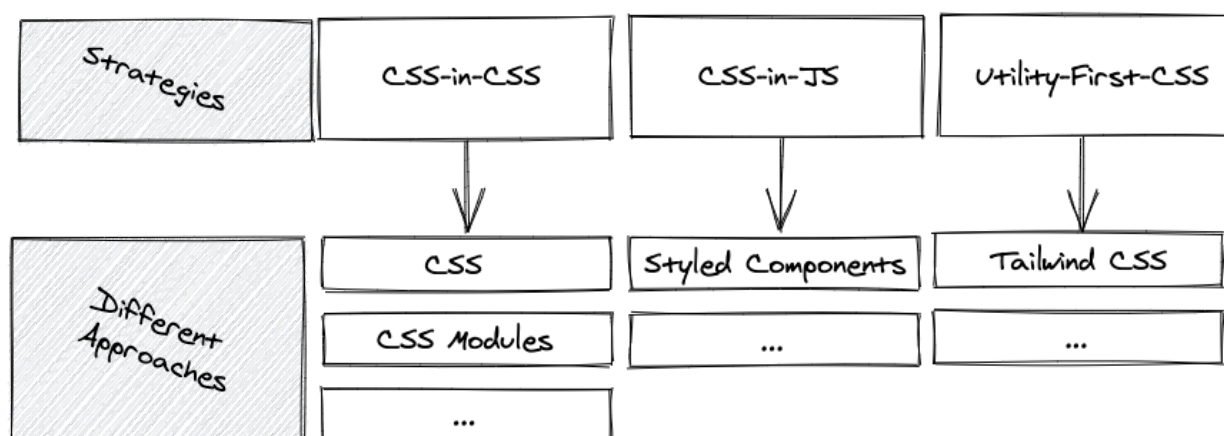 Strategies
CSS-in-CSS
CSS-in-JS
Utility-First-CSS
Different
Approaches
CSS
Styled Components
Tailwind CSS
CSS Modules
...
...
...